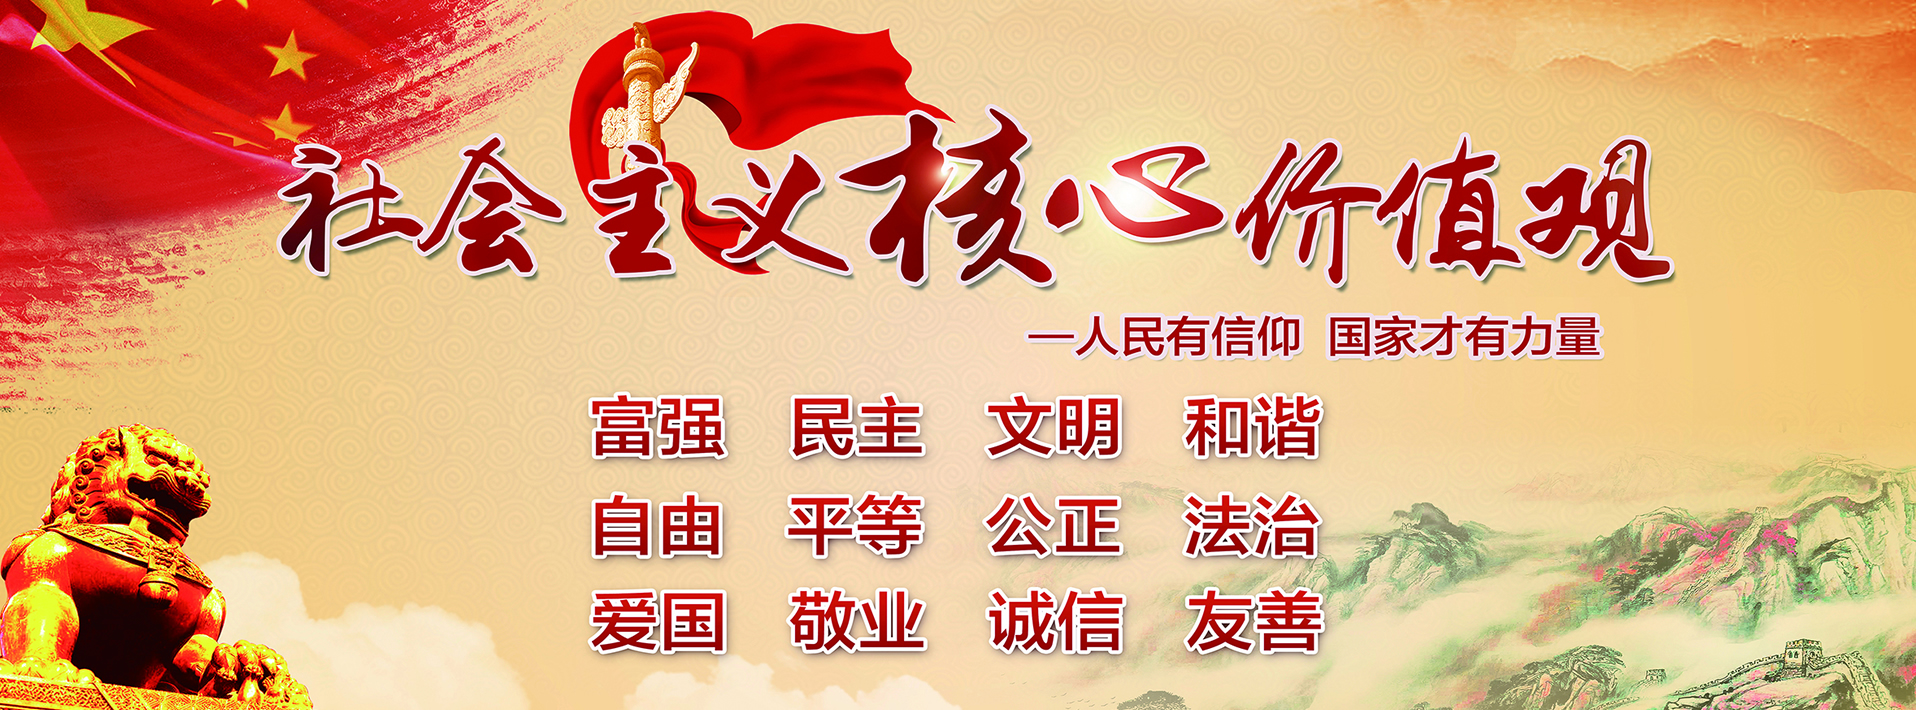 社会主义核心价值观
—人民有信仰 国家才有力量
富强 民主 文明 和谐
自由 平等 公正 法治
爱国 敬业 诚信 友善